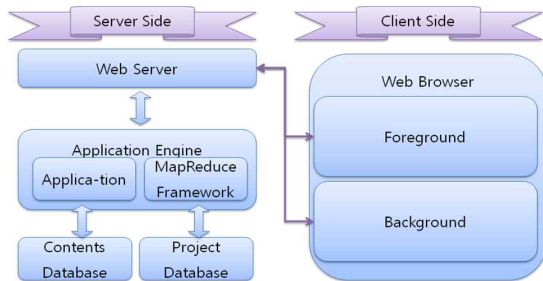 Server Side
Client Side
Web Server
Web Browser
Application Engine
Applica-tion
MapReduce
Framework
Foreground
Background
Contents
Database
Project
Database